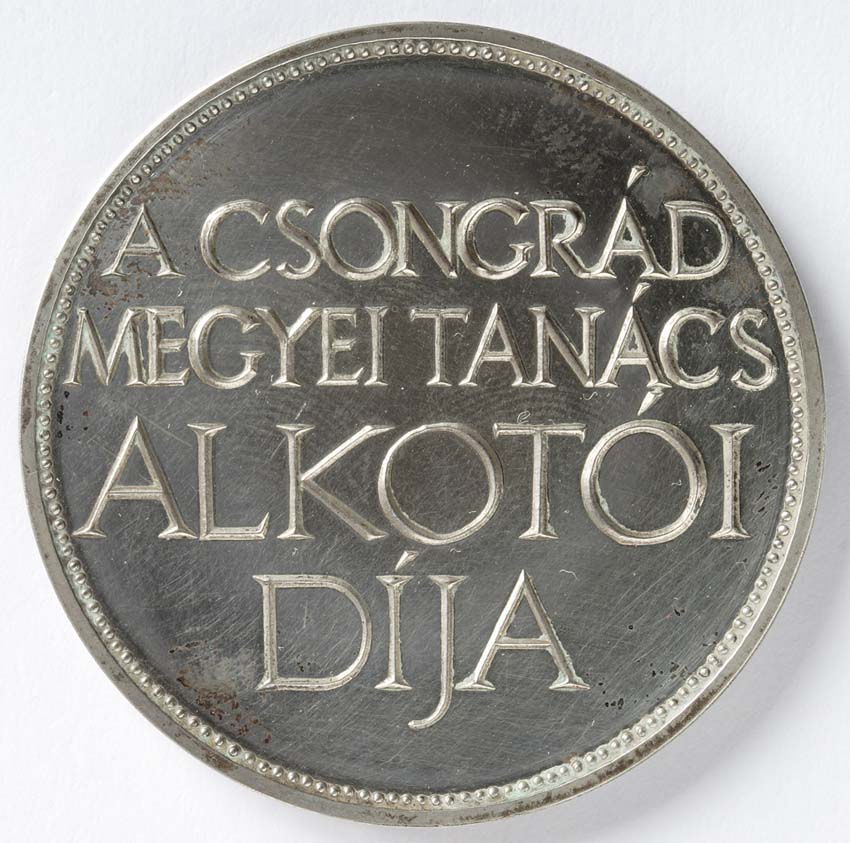 A CSONGRÁD
MEGYEI TANÁCS
ALKOTÓI
DÍJA